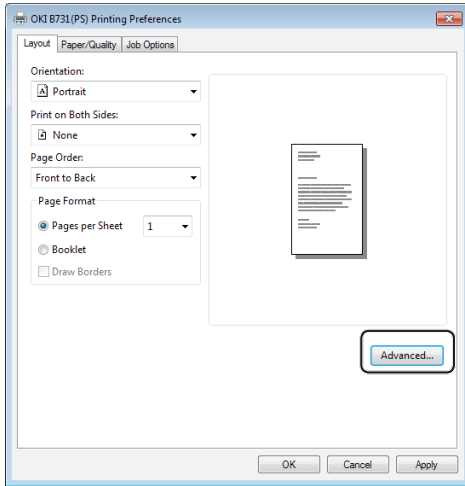 OKI B731(PS) Printing Preferences
Layout Paper/Quality Job Options
Orientation:
A Portrait
Print on Both Sides:
None
Page Order:
Front to Back
Page Format
Pages per Sheet 1
Booklet
Draw Borders
Advanced...
OK Cancel Apply